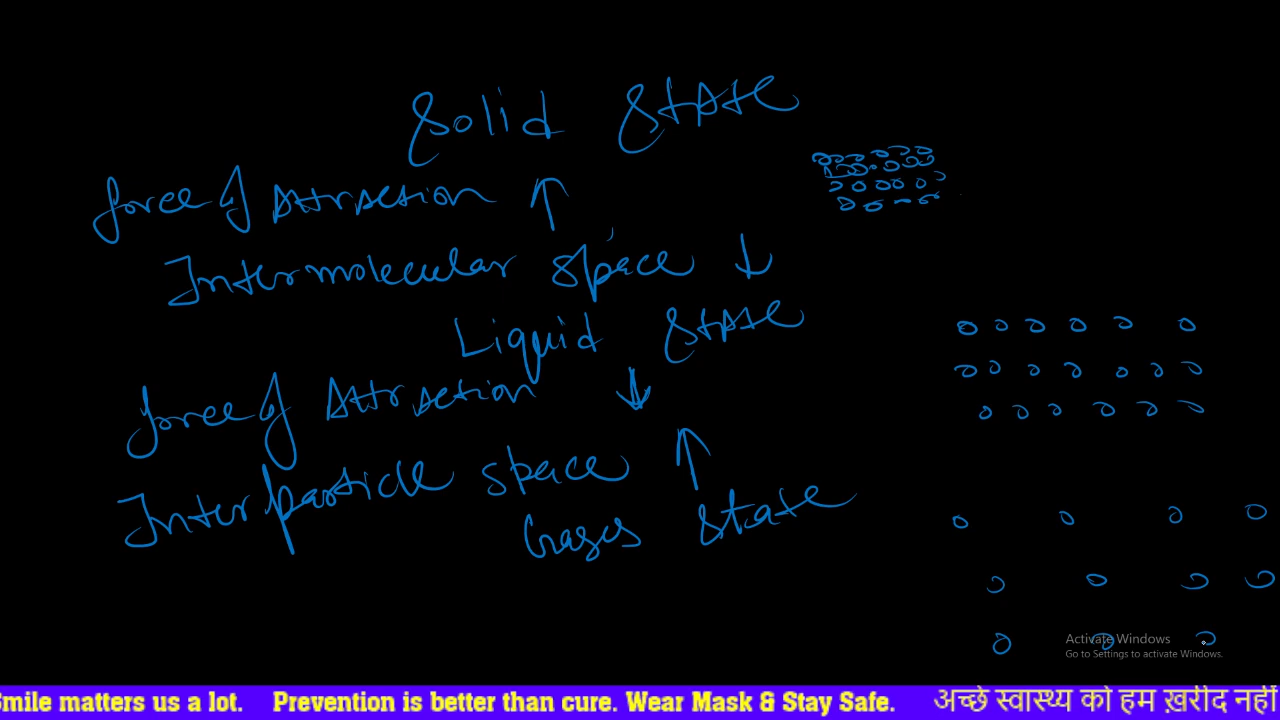 Solid State
force of Attraction ↑
Intermolecular space ↓
Liquid State
force of Attraction ↓
Interparticle space ↑
Gases State
Activate Windows
Go to Settings to activate Windows.
Smile matters us a lot. Prevention is better than cure. Wear Mask & Stay Safe. अच्छे स्वास्थ्य को हम ख़रीद नहीं